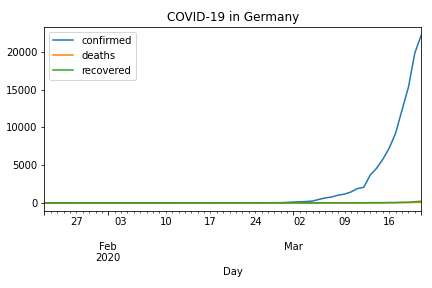 COVID-19 in Germany
confirmed
deaths
recovered
20000
15000
10000
5000
0
27 03 10 17 24 02 09 16
Feb Mar
2020
Day